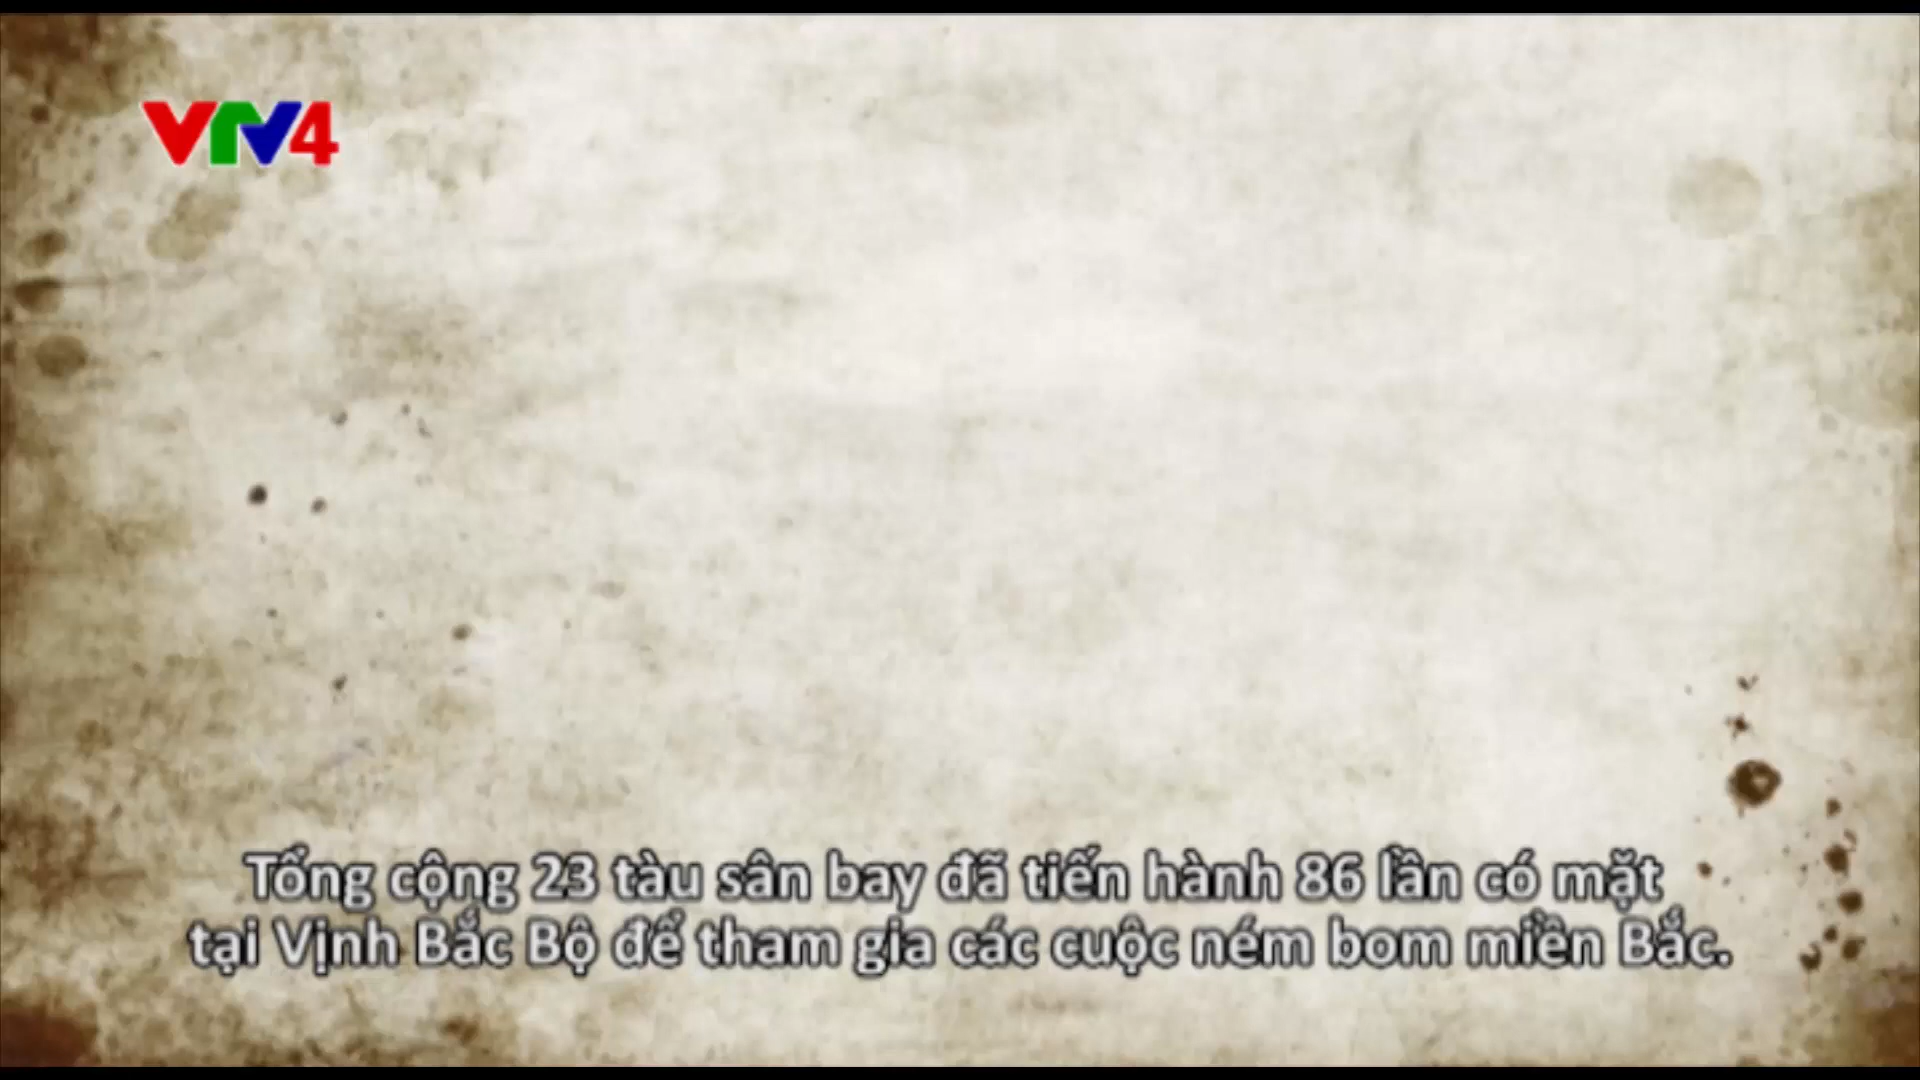 VTV4
Tổng cộng 23 tàu sân bay đã tiến hành 86 lần có mặt
tại Vịnh Bắc Bộ để tham gia các cuộc ném bom miền Bắc.